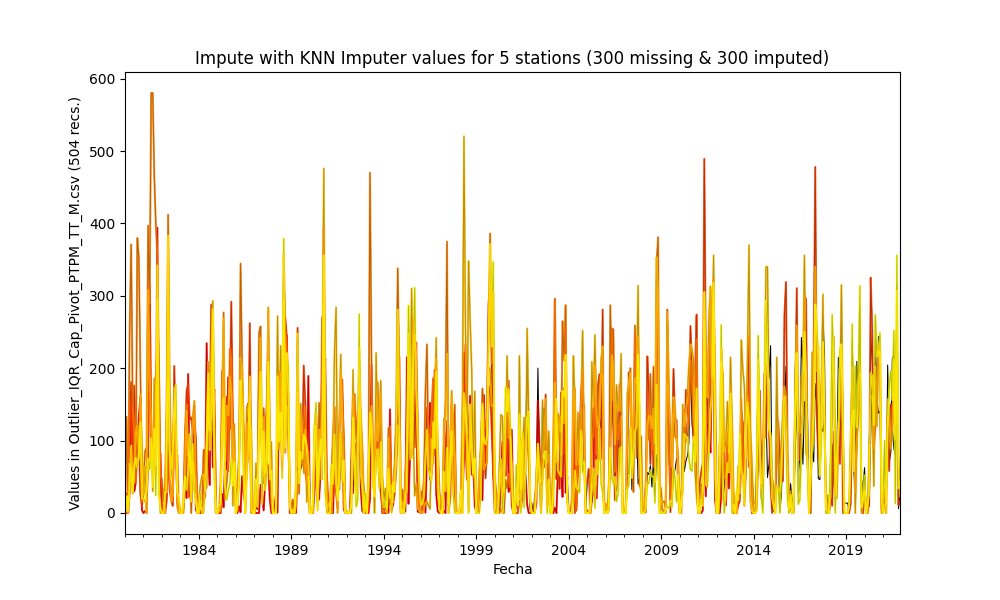 Impute with KNN Imputer values for 5 stations (300 missing & 300 imputed)
Values in Outlier_IQR_Cap_Pivot_PTPM_TT_M.csv (504 recs.)
600
500
400
300
200
100
0
1984 1989 1994 1999 2004 2009 2014 2019
Fecha